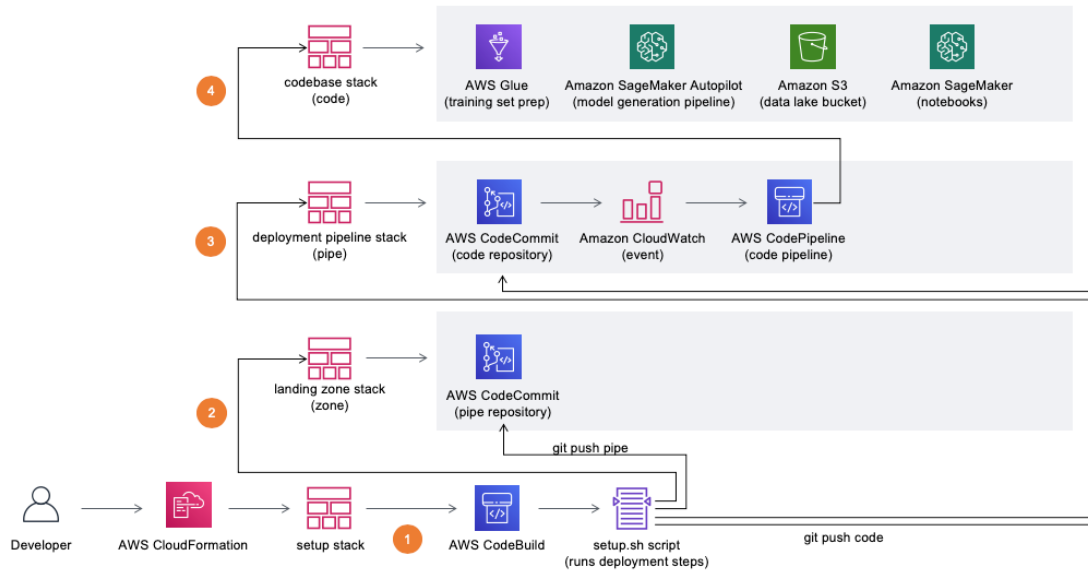 codebase stack
(code)
AWS Glue
(training set prep)
Amazon SageMaker Autopilot
(model generation pipeline)
Amazon S3
(data lake bucket)
Amazon SageMaker
(notebooks)
4
deployment pipeline stack
(pipe)
AWS CodeCommit
(code repository)
Amazon CloudWatch
(event)
AWS CodePipeline
(code pipeline)
3
landing zone stack
(zone)
AWS CodeCommit
(pipe repository)
2
git push pipe
Developer
AWS CloudFormation
setup stack
1
AWS CodeBuild
setup.sh script
(runs deployment steps)
git push code